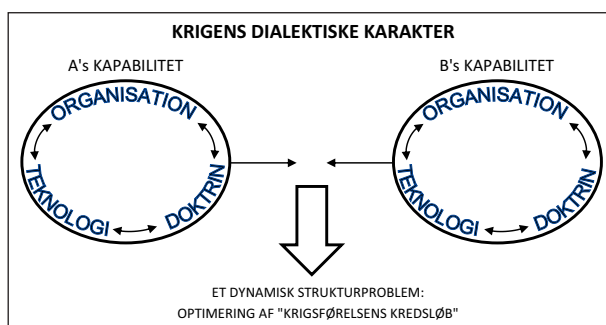 KRIGENS DIALEKTISKE KARAKTER
A's KAPABILITET
B's KAPABILITET
ORGANISATION
TEKNOLOGI
DOKTRIN
ORGANISATION
TEKNOLOGI
DOKTRIN
ET DYNAMISK STRUKTURPROBLEM:
OPTIMERING AF "KRIGSFØRELSENS KREDSLØB"